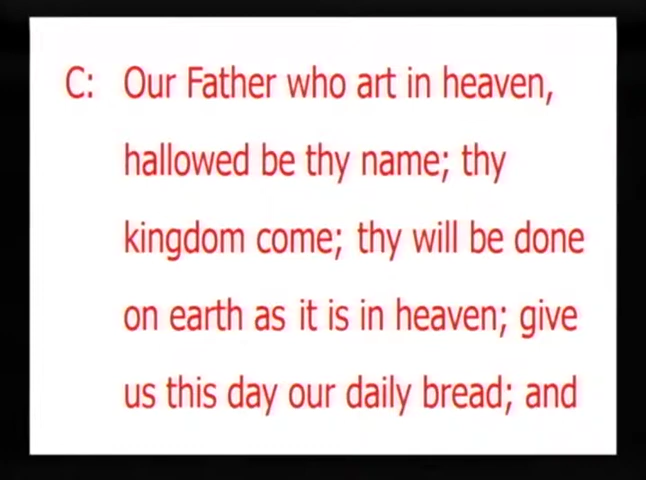 C: Our Father who art in heaven,
hallowed be thy name; thy
kingdom come; thy will be done
on earth as it is in heaven; give
us this day our daily bread; and